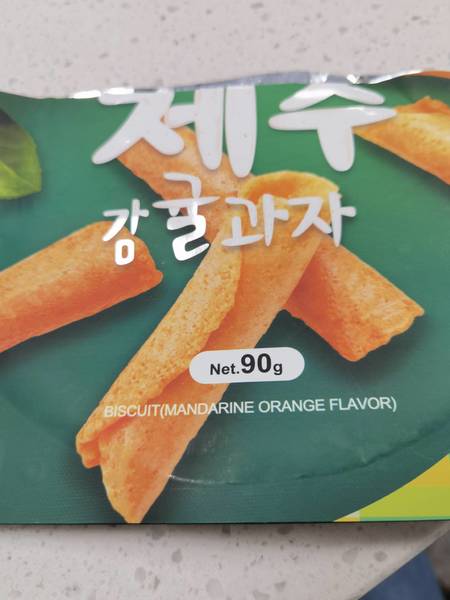 제주
감귤과자
Net.90g
BISCUIT(MANDARINE ORANGE FLAVOR)